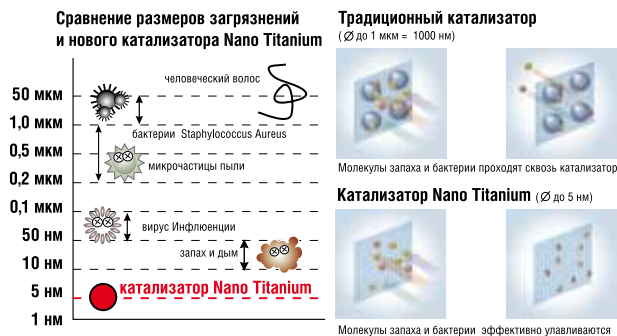 Сравнение размеров загрязнений
и нового катализатора Nano Titanium
50 мкм
1,0 мкм
0,5 мкм
0,2 мкм
0,1 мкм
50 нм
10 нм
5 нм
1 нм
человеческий волос
бактерии Staphylococcus Aureus
микрочастицы пыли
вирус Инфлюенции
запах и дым
катализатор Nano Titanium
Традиционный катализатор
(Ø до 1 мкм = 1000 нм)
Молекулы запаха и бактерии проходят сквозь катализатор
Катализатор Nano Titanium (Ø до 5 нм)
Молекулы запаха и бактерии эффективно улавливаются